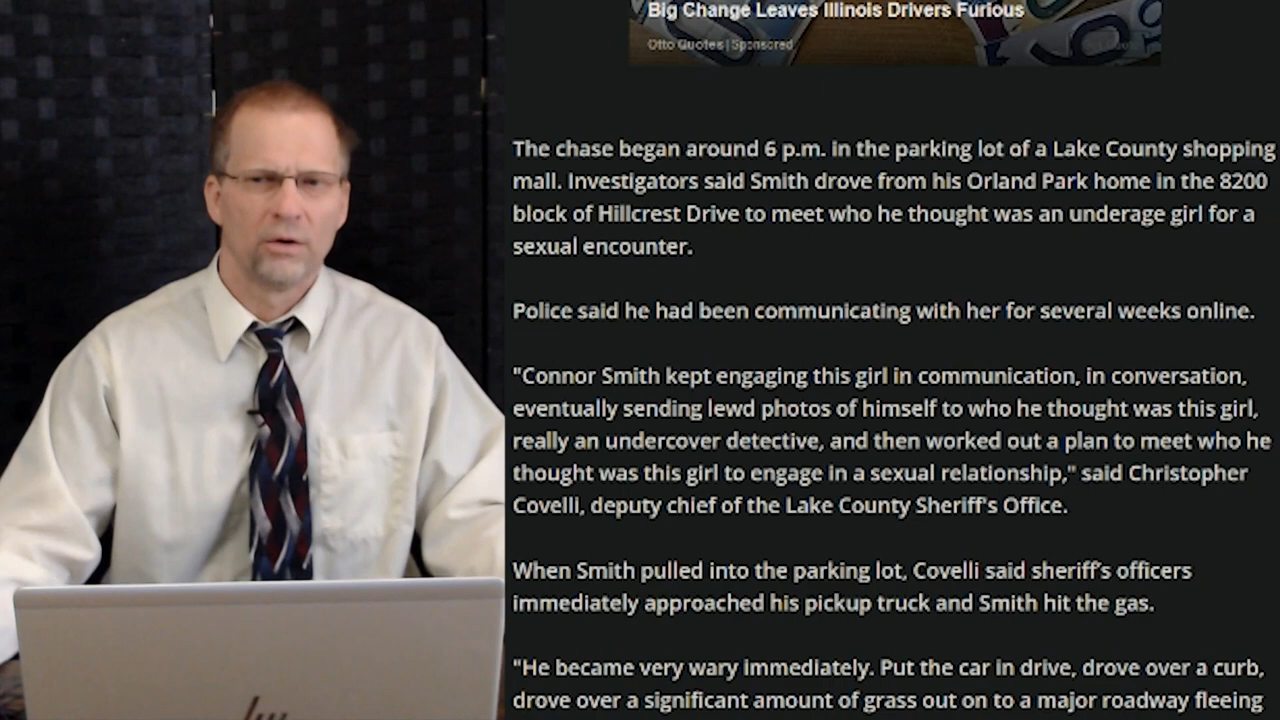 Big Change Leaves Illinois Drivers Furious
Otto Quotes | Sponsored
The chase began around 6 p.m. in the parking lot of a Lake County shopping
mall. Investigators said Smith drove from his Orland Park home in the 8200
block of Hillcrest Drive to meet who he thought was an underage girl for a
sexual encounter.
Police said he had been communicating with her for several weeks online.
"Connor Smith kept engaging this girl in communication, in conversation,
eventually sending lewd photos of himself to who he thought was this girl,
really an undercover detective, and then worked out a plan to meet who he
thought was this girl to engage in a sexual relationship," said Christopher
Covelli, deputy chief of the Lake County Sheriff's Office.
When Smith pulled into the parking lot, Covelli said sheriff’s officers
immediately approached his pickup truck and Smith hit the gas.
"He became very wary immediately. Put the car in drive, drove over a curb,
drove over a significant amount of grass out on to a major roadway fleeing
hp